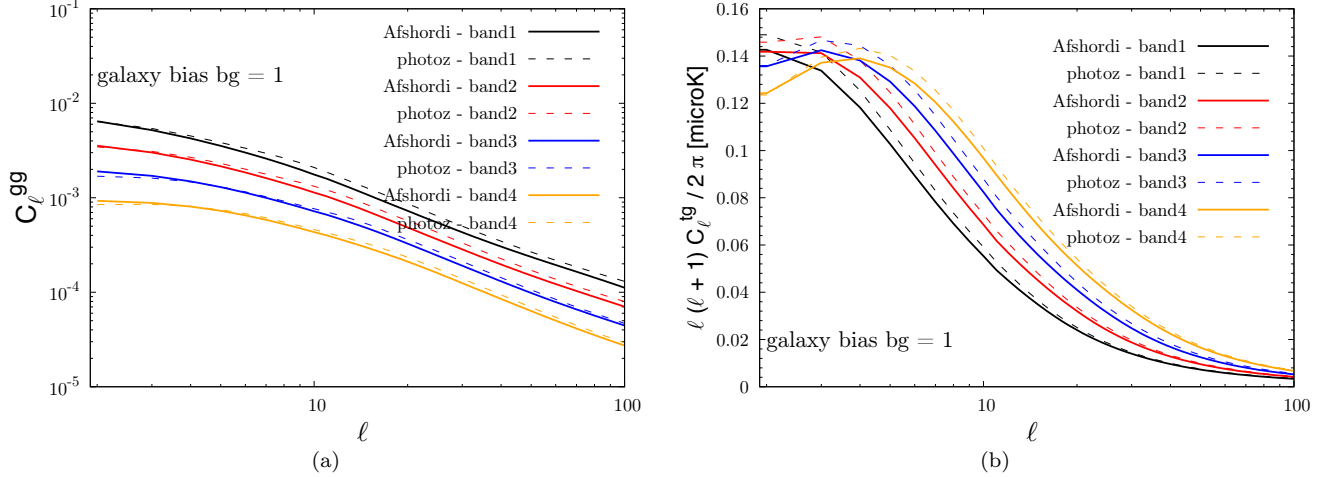 10⁻¹
10⁻²
10⁻³
10⁻⁴
10⁻⁵
C_ℓ^gg
galaxy bias bg = 1
Afshordi - band1
photoz - band1
Afshordi - band2
photoz - band2
Afshordi - band3
photoz - band3
Afshordi - band4
photoz - band4
10
100
ℓ
(a)
0.16
0.14
0.12
0.1
0.08
0.06
0.04
0.02
0
ℓ (ℓ + 1) C_ℓ^tg / 2 π [microK]
Afshordi - band1
photoz - band1
Afshordi - band2
photoz - band2
Afshordi - band3
photoz - band3
Afshordi - band4
photoz - band4
galaxy bias bg = 1
10
100
ℓ
(b)